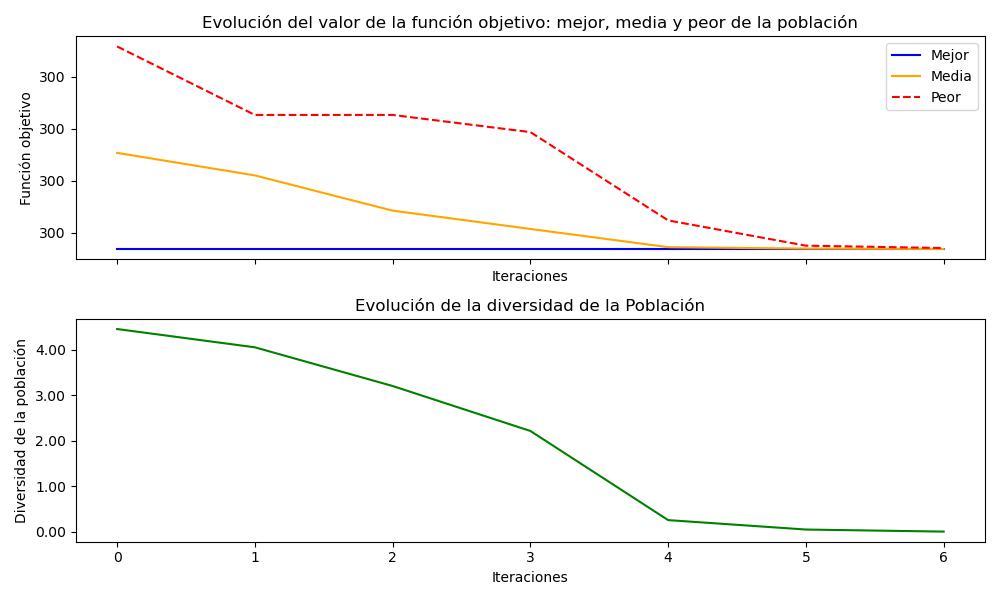 Evolución del valor de la función objetivo: mejor, media y peor de la población
Función objetivo
300
300
300
300
Mejor
Media
Peor
Iteraciones
Evolución de la diversidad de la Población
Diversidad de la población
4.00
3.00
2.00
1.00
0.00
0 1 2 3 4 5 6
Iteraciones